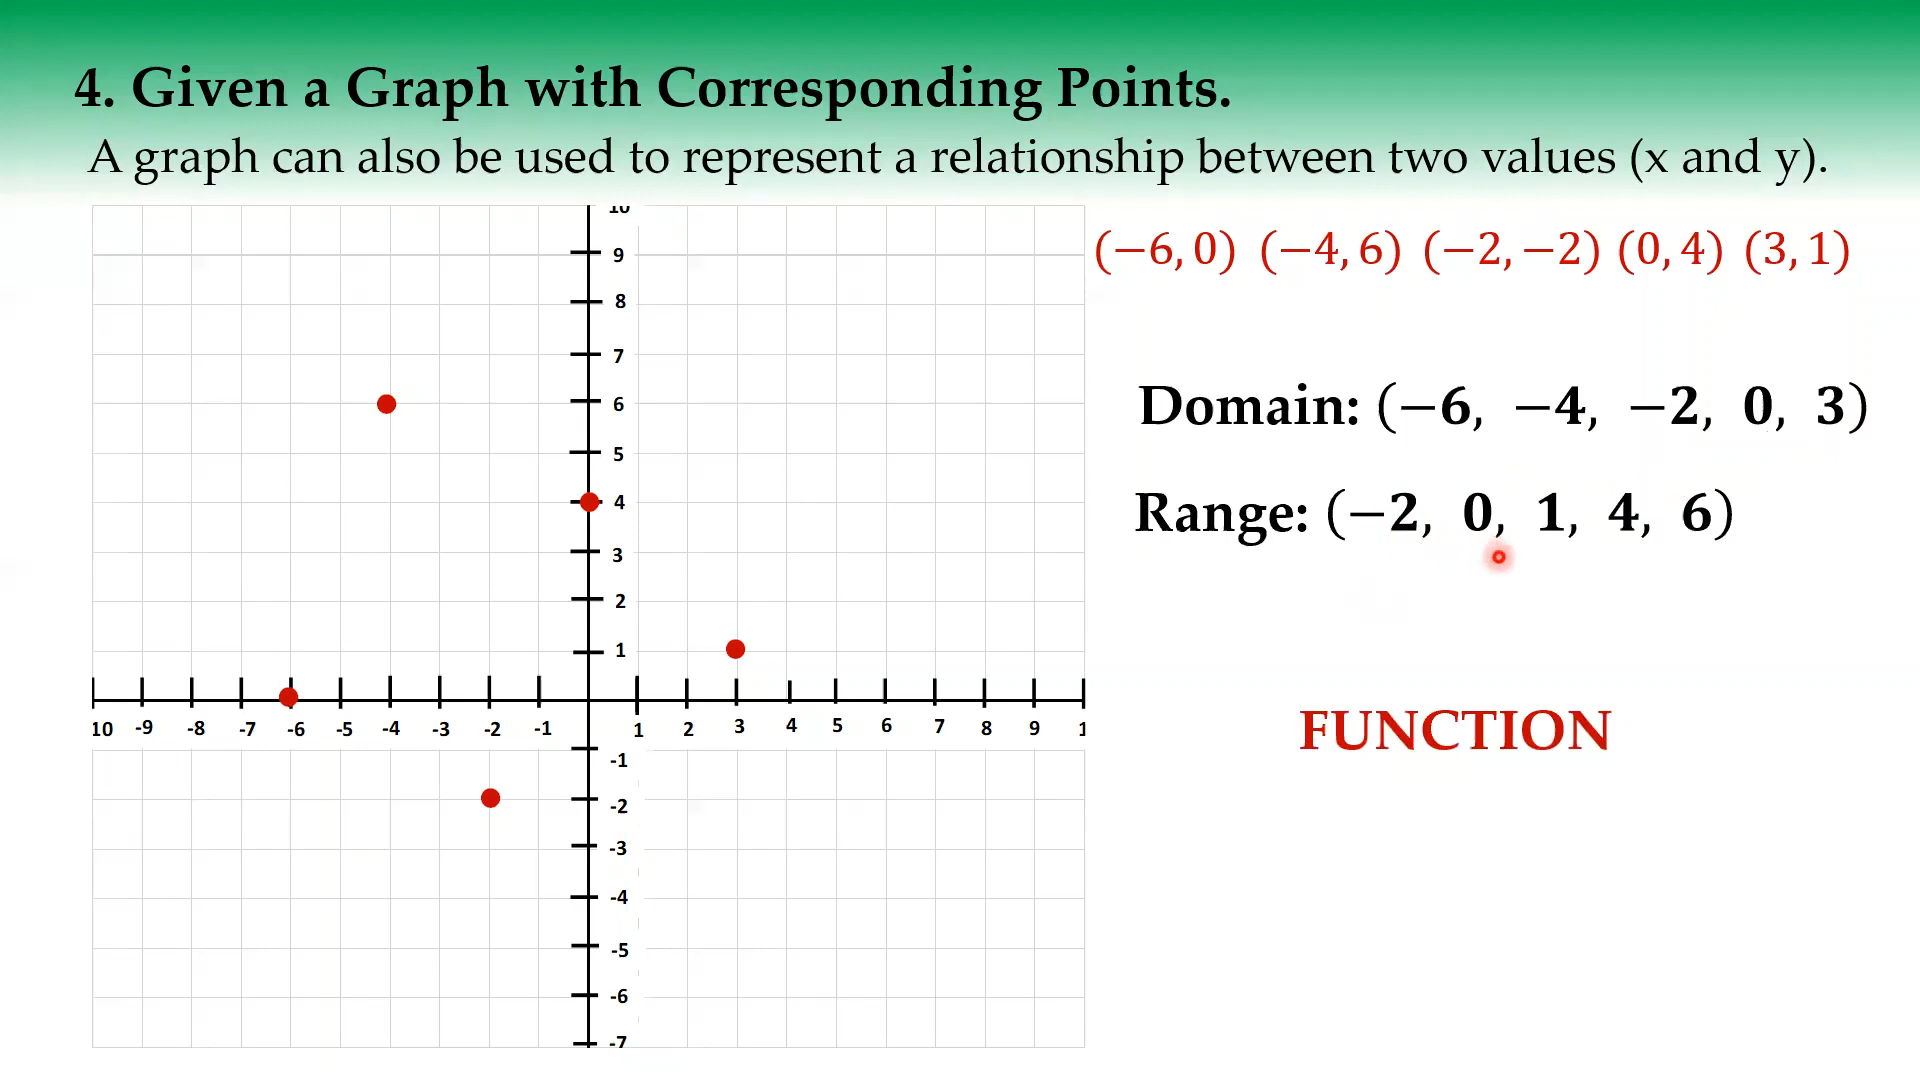 4. Given a Graph with Corresponding Points.
A graph can also be used to represent a relationship between two values (x and y).
(−6, 0) (−4, 6) (−2, −2) (0, 4) (3, 1)
Domain: (−6, −4, −2, 0, 3)
Range: (−2, 0, 1, 4, 6)
FUNCTION
10
9
8
7
6
5
4
3
2
1
10 -9 -8 -7 -6 -5 -4 -3 -2 -1 1 2 3 4 5 6 7 8 9 1
-1
-2
-3
-4
-5
-6
-7